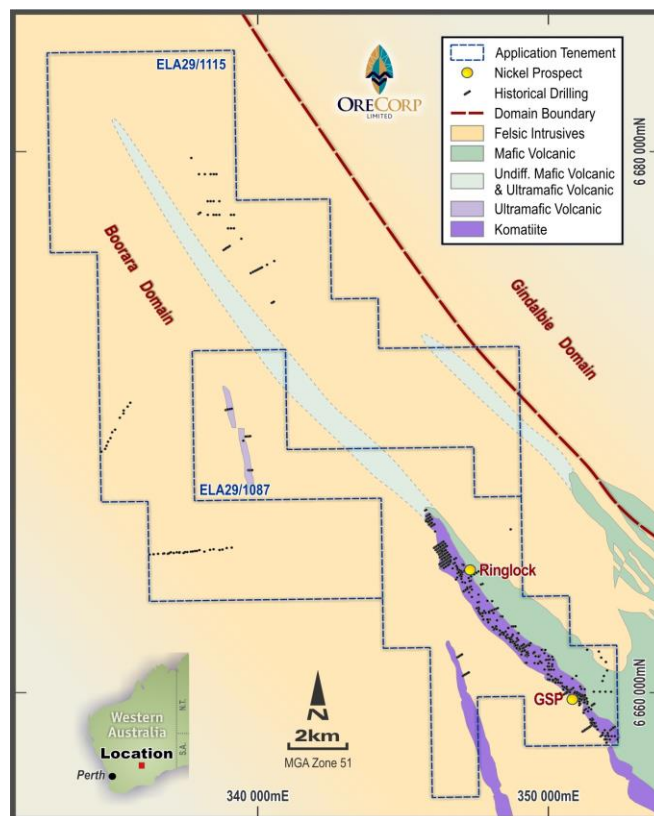 ELA29/1115
ORECORP
LIMITED
Application Tenement
Nickel Prospect
Historical Drilling
Domain Boundary
Felsic Intrusives
Mafic Volcanic
Undiff. Mafic Volcanic
& Ultramafic Volcanic
Ultramafic Volcanic
Komatiite
6 680 000mN
Boorara Domain
Gindalbie Domain
ELA29/1087
Ringlock
GSP
6 660 000mN
N
2km
MGA Zone 51
Western
Australia
Location
Perth
N.T.
S.A.
340 000mE
350 000mE